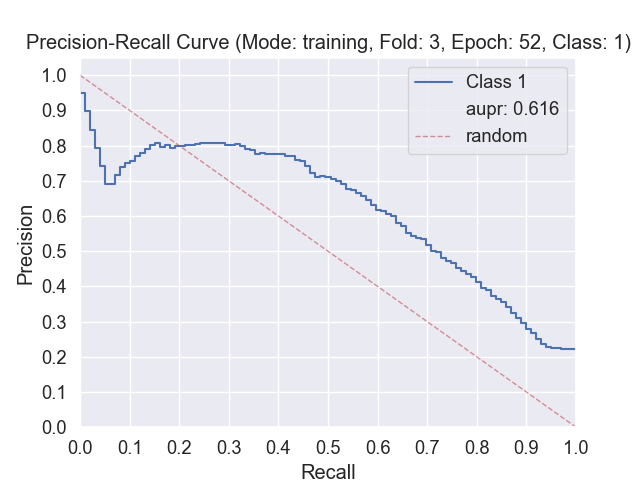 Precision-Recall Curve (Mode: training, Fold: 3, Epoch: 52, Class: 1)
Class 1
aupr: 0.616
random
Precision
1.0
0.9
0.8
0.7
0.6
0.5
0.4
0.3
0.2
0.1
0.0
0.0 0.1 0.2 0.3 0.4 0.5 0.6 0.7 0.8 0.9 1.0
Recall